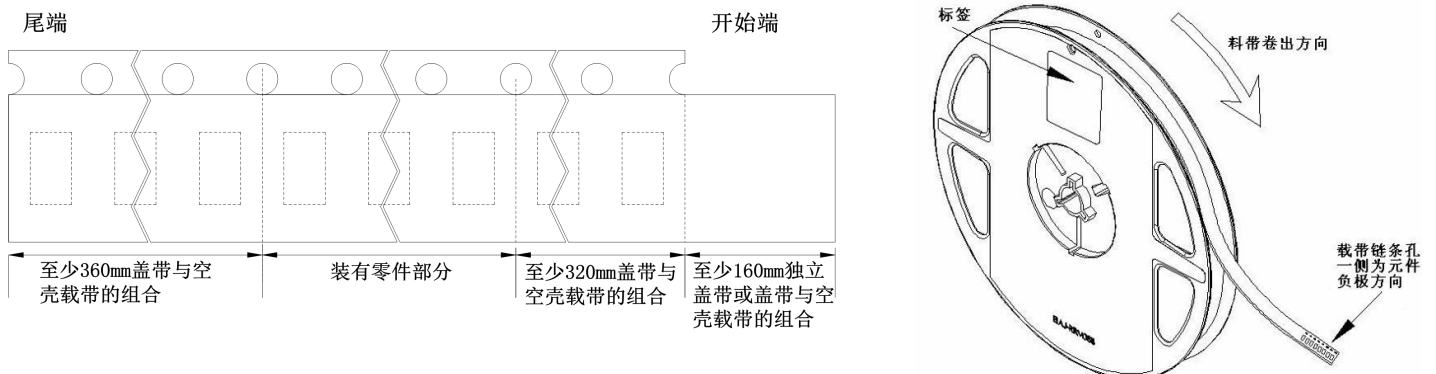 尾端
开始端
至少360mm盖带与空
壳载带的组合
装有零件部分
至少320mm盖带与
空壳载带的组合
至少160mm独立
盖带或盖带与空
壳载带的组合
标签
料带卷出方向
载带链条孔
一侧为元件
负极方向